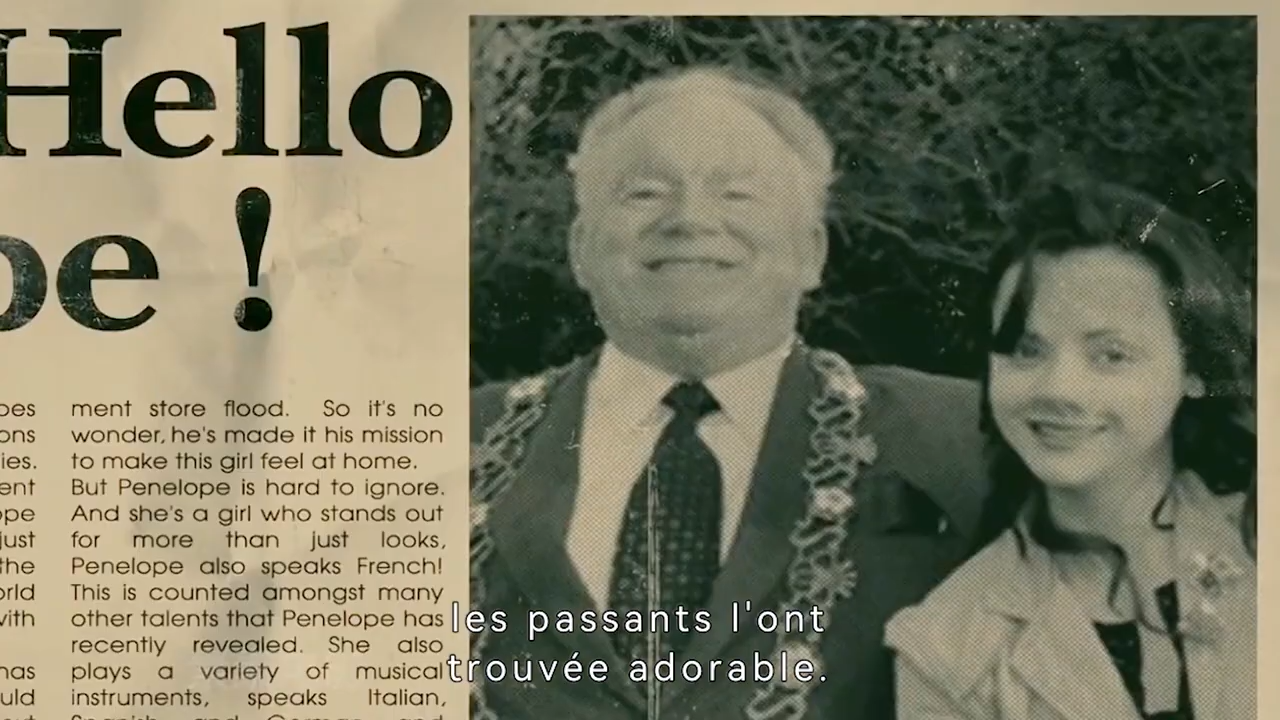 Hello
pe !
oes
ons
ies.
ent
ope
just
the
orld
with
has
uld
ment store flood. So it's no
wonder, he's made it his mission
to make this girl feel at home.
But Penelope is hard to ignore.
And she's a girl who stands out
for more than just looks,
Penelope also speaks French!
This is counted amongst many
other talents that Penelope has
recently revealed. She also
plays a variety of musical
instruments, speaks Italian,
Spanish and German and
les passants l'ont
trouvée adorable.